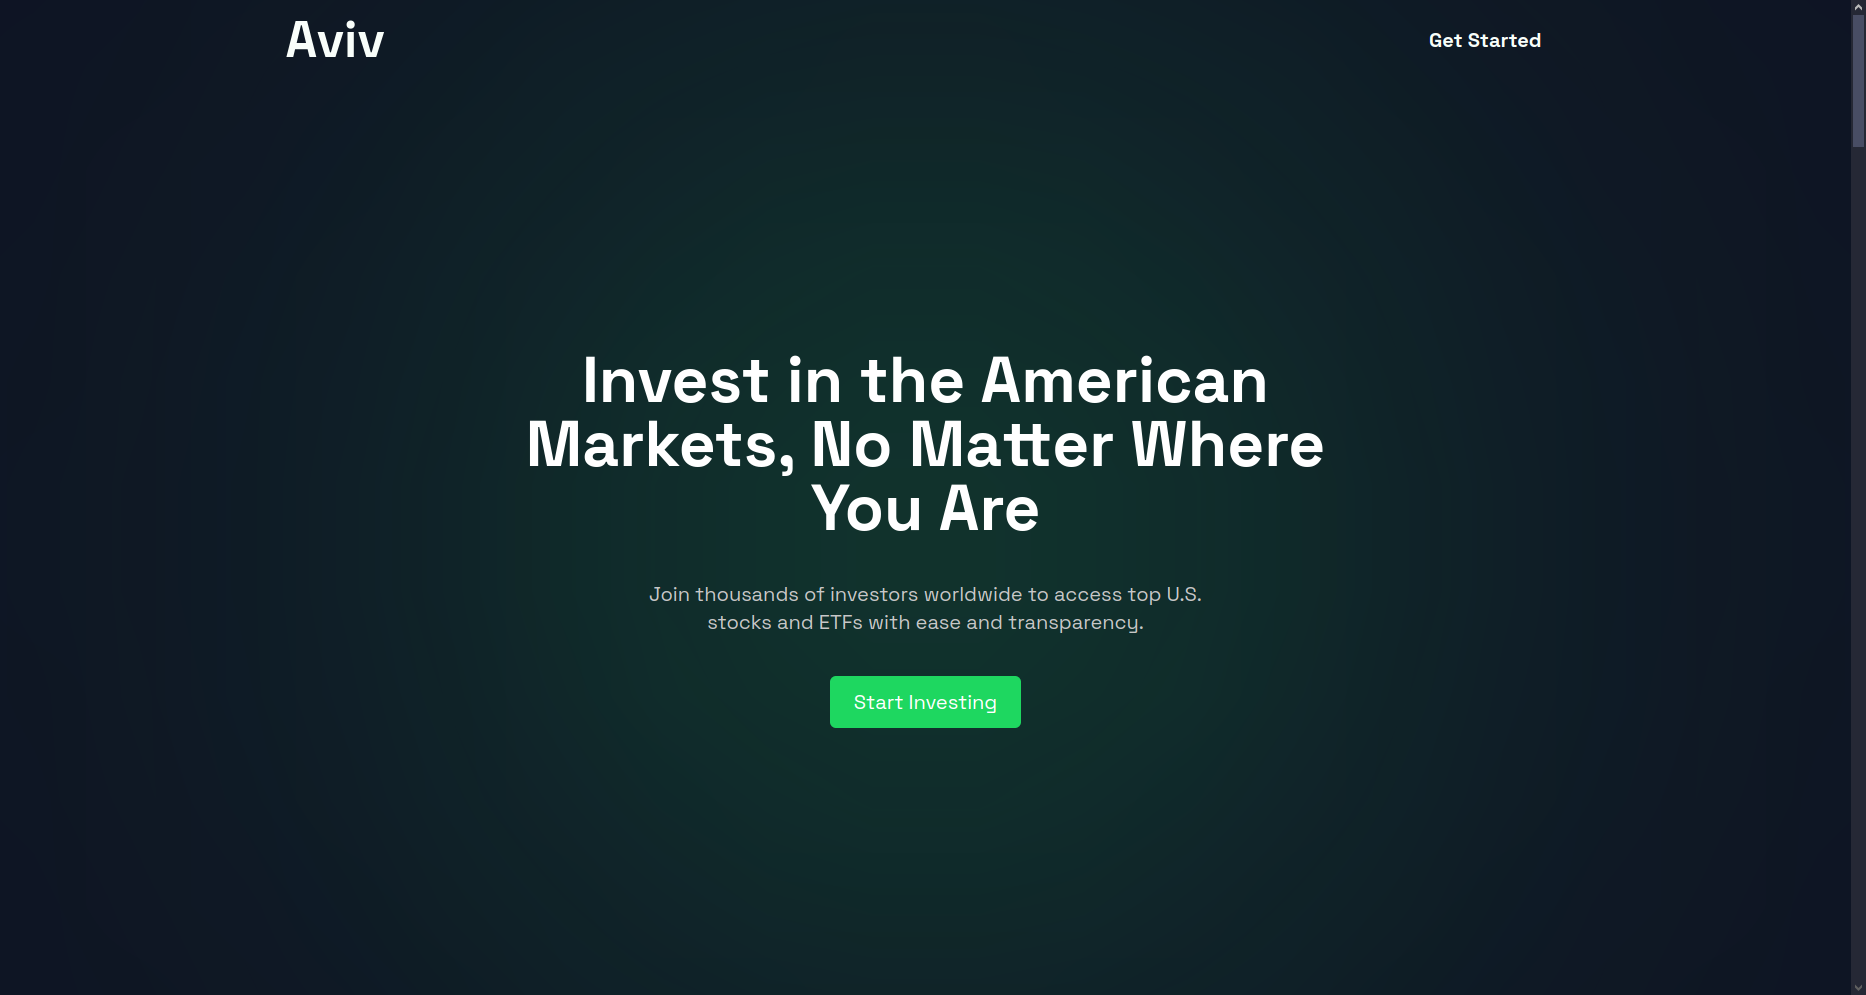 Aviv
Get Started
Invest in the American
Markets, No Matter Where
You Are
Join thousands of investors worldwide to access top U.S.
stocks and ETFs with ease and transparency.
Start Investing